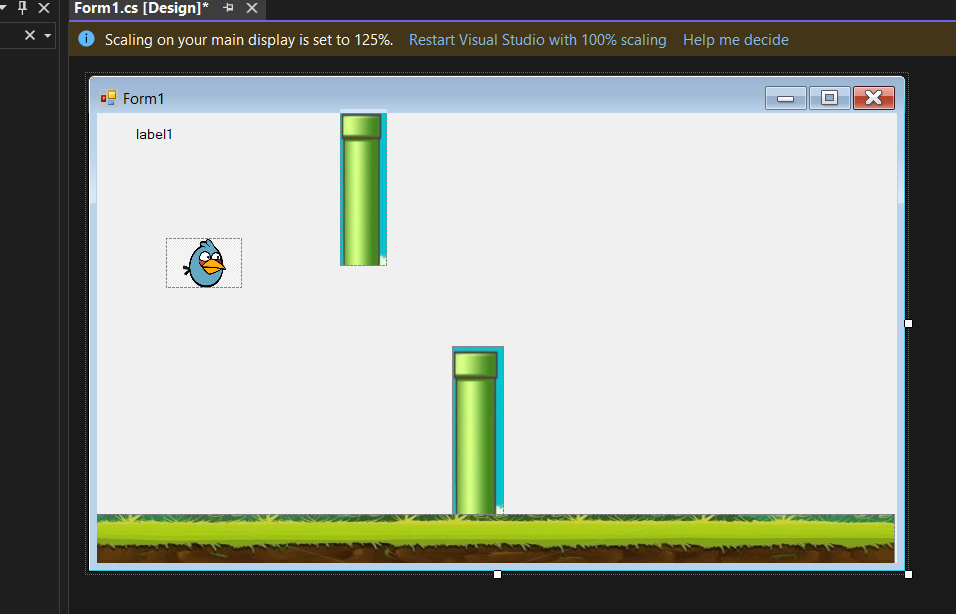 Form1.cs [Design]*
Scaling on your main display is set to 125%. Restart Visual Studio with 100% scaling Help me decide
Form1
label1